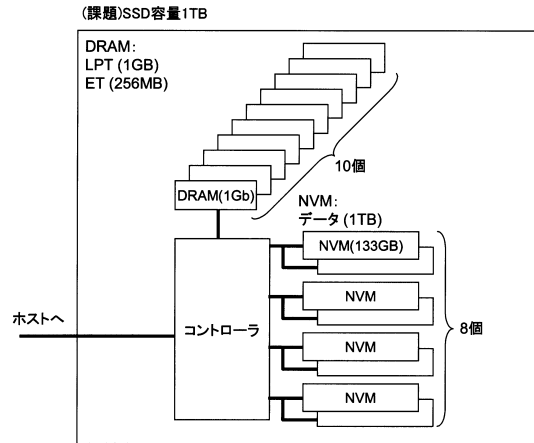 (課題)SSD容量1TB
DRAM:
LPT (1GB)
ET (256MB)
10個
DRAM(1Gb)
NVM:
データ (1TB)
NVM(133GB)
NVM
ホストへ
コントローラ
NVM
8個
NVM